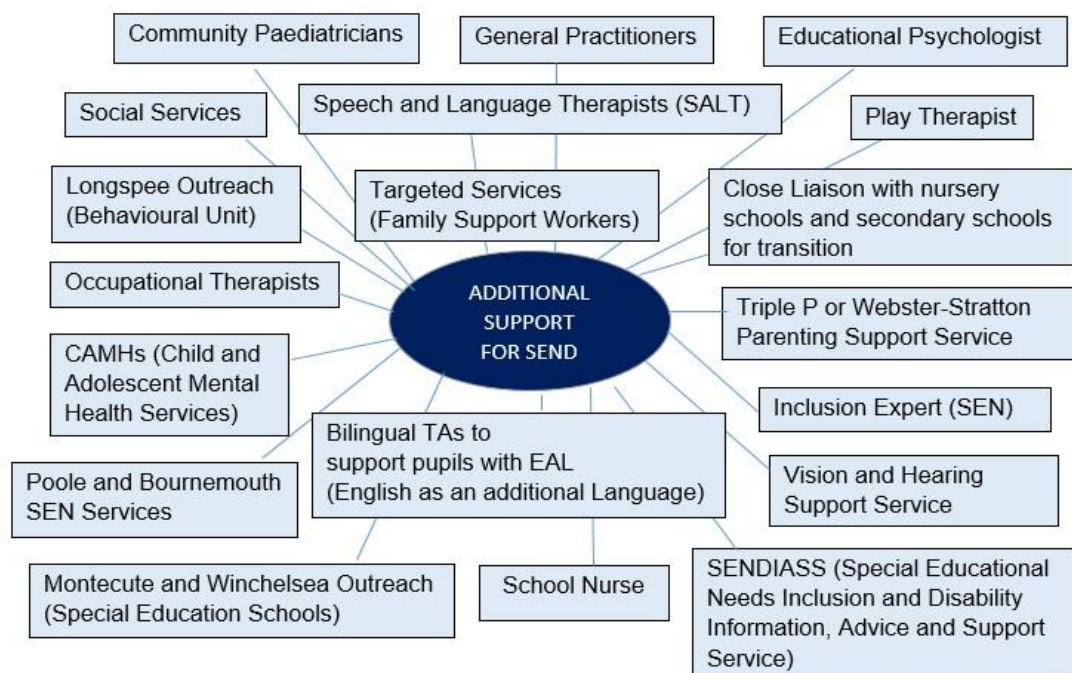 Community Paediatricians
General Practitioners
Educational Psychologist
Social Services
Speech and Language Therapists (SALT)
Play Therapist
Longspee Outreach
(Behavioural Unit)
Targeted Services
(Family Support Workers)
Close Liaison with nursery
schools and secondary schools
for transition
Occupational Therapists
ADDITIONAL
SUPPORT
FOR SEND
Triple P or Webster-Stratton
Parenting Support Service
CAMHs (Child and
Adolescent Mental
Health Services)
Inclusion Expert (SEN)
Bilingual TAs to
support pupils with EAL
(English as an additional Language)
Poole and Bournemouth
SEN Services
Vision and Hearing
Support Service
Montecute and Winchelsea Outreach
(Special Education Schools)
School Nurse
SENDIASS (Special Educational
Needs Inclusion and Disability
Information, Advice and Support
Service)